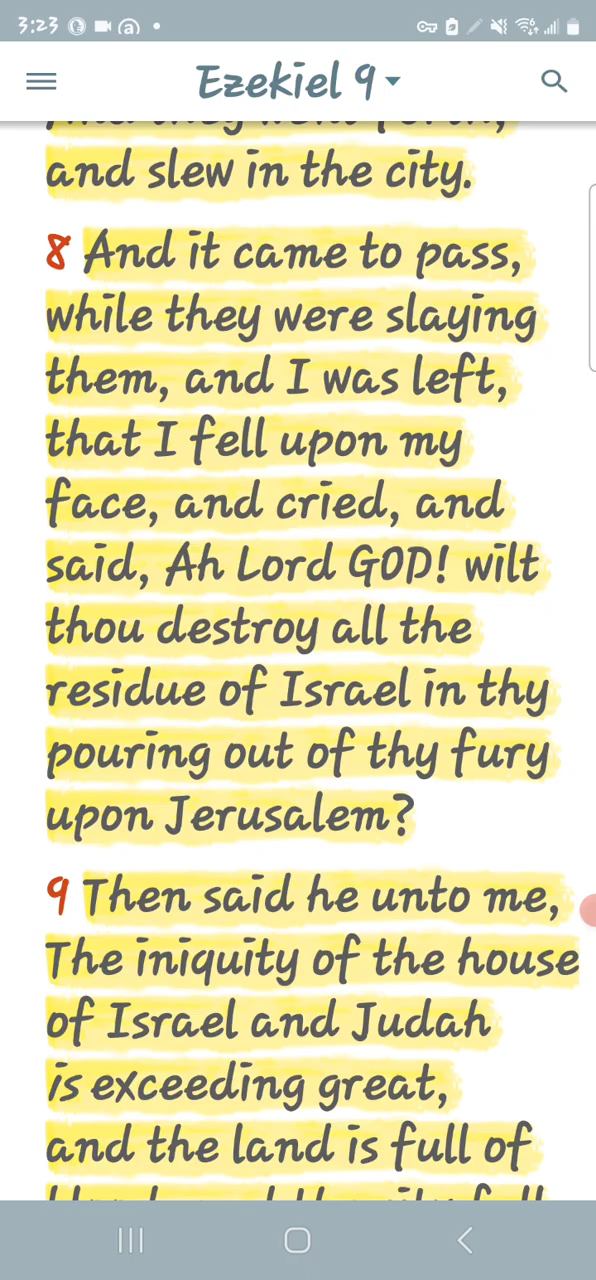 3:23
Ezekiel 9
and slew in the city.
8 And it came to pass,
while they were slaying
them, and I was left,
that I fell upon my
face, and cried, and
said, Ah Lord GOD! wilt
thou destroy all the
residue of Israel in thy
pouring out of thy fury
upon Jerusalem?
9 Then said he unto me,
The iniquity of the house
of Israel and Judah
is exceeding great,
and the land is full of